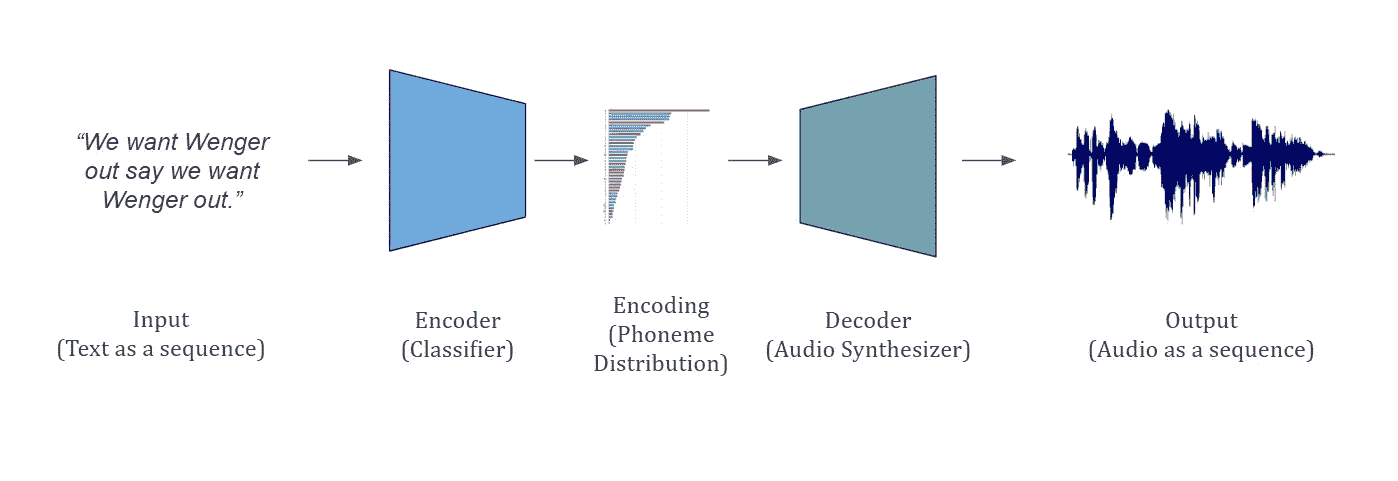 “We want Wenger
out say we want
Wenger out.”
Input
(Text as a sequence)
Encoder
(Classifier)
Encoding
(Phoneme
Distribution)
Decoder
(Audio Synthesizer)
Output
(Audio as a sequence)